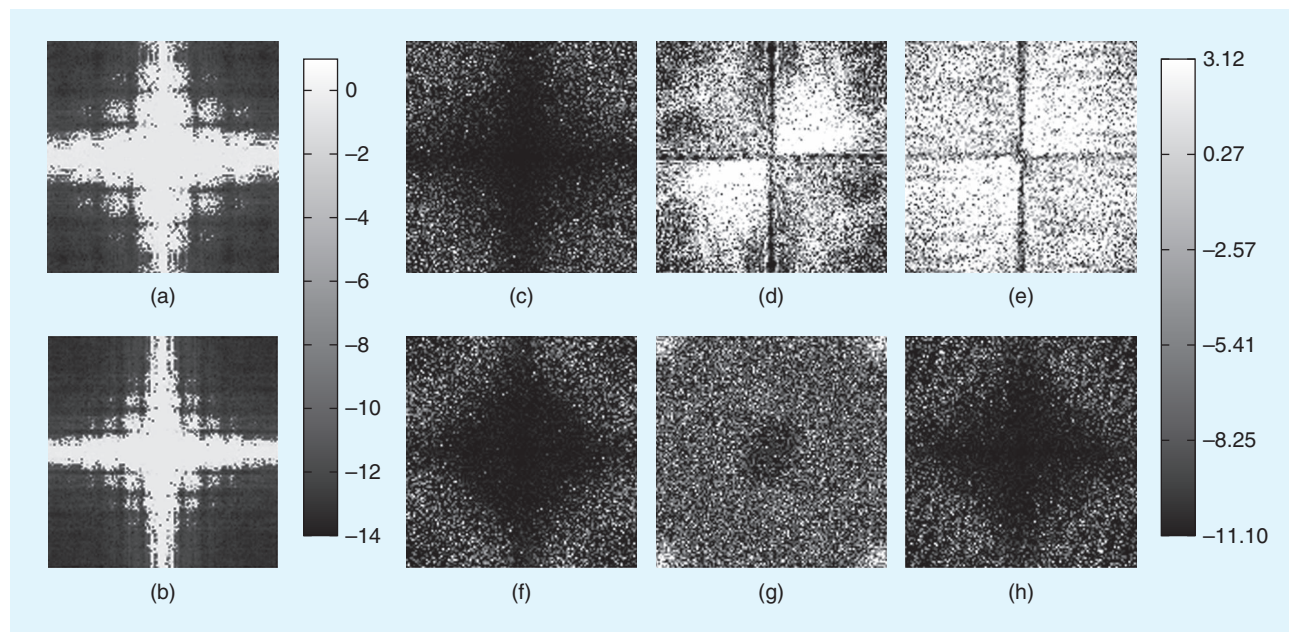 0
–2
–4
–6
–8
–10
–12
–14
3.12
0.27
–2.57
–5.41
–8.25
–11.10
(a)
(c)
(d)
(e)
(b)
(f)
(g)
(h)